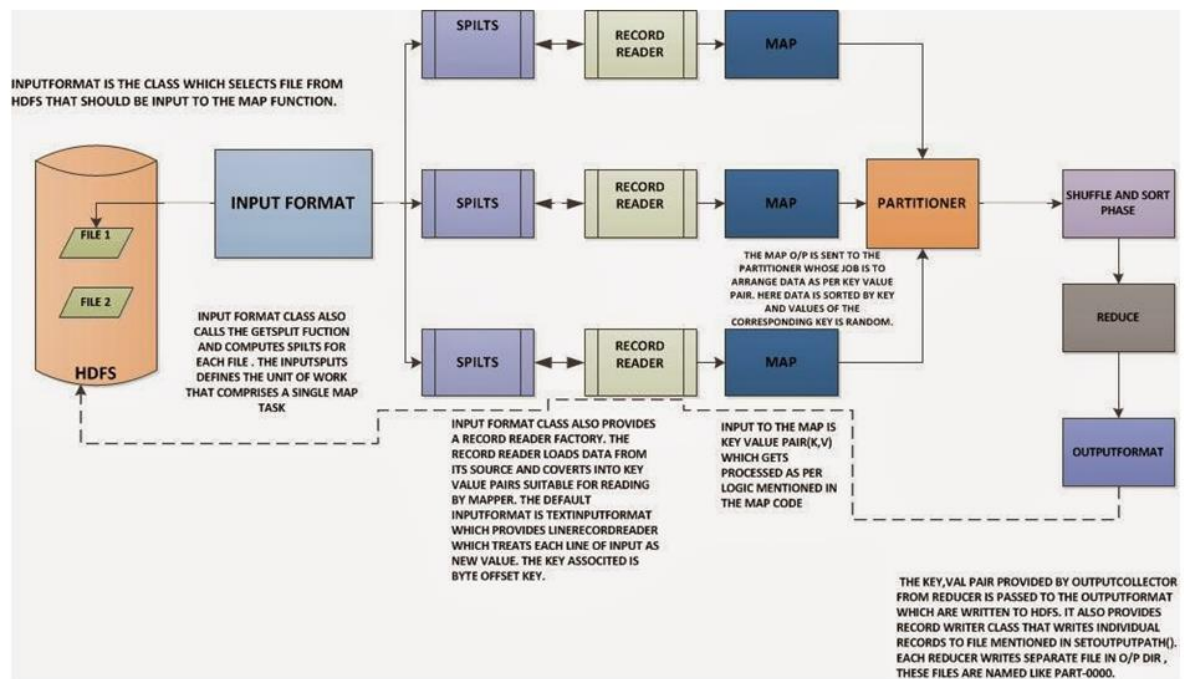 SPILTS
RECORD
READER
MAP
INPUTFORMAT IS THE CLASS WHICH SELECTS FILE FROM
HDFS THAT SHOULD BE INPUT TO THE MAP FUNCTION.
FILE 1
FILE 2
HDFS
INPUT FORMAT
SPILTS
RECORD
READER
MAP
PARTITIONER
SHUFFLE AND SORT
PHASE
THE MAP O/P IS SENT TO THE
PARTITIONER WHOSE JOB IS TO
ARRANGE DATA AS PER KEY VALUE
PAIR. HERE DATA IS SORTED BY KEY
AND VALUES OF THE
CORRESPONDING KEY IS RANDOM.
REDUCE
INPUT FORMAT CLASS ALSO
CALLS THE GETSPLIT FUCTION
AND COMPUTES SPILTS FOR
EACH FILE . THE INPUTSPLITS
DEFINES THE UNIT OF WORK
THAT COMPRISES A SINGLE MAP
TASK
SPILTS
RECORD
READER
MAP
INPUT FORMAT CLASS ALSO PROVIDES
A RECORD READER FACTORY. THE
RECORD READER LOADS DATA FROM
ITS SOURCE AND COVERTS INTO KEY
VALUE PAIRS SUITABLE FOR READING
BY MAPPER. THE DEFAULT
INPUTFORMAT IS TEXTINPUTFORMAT
WHICH PROVIDES LINERECORDREADER
WHICH TREATS EACH LINE OF INPUT AS
NEW VALUE. THE KEY ASSOCITED IS
BYTE OFFSET KEY.
INPUT TO THE MAP IS
KEY VALUE PAIR(K,V)
WHICH GETS
PROCESSED AS PER
LOGIC MENTIONED IN
THE MAP CODE
OUTPUTFORMAT
THE KEY,VAL PAIR PROVIDED BY OUTPUTCOLLECTOR
FROM REDUCER IS PASSED TO THE OUTPUTFORMAT
WHICH ARE WRITTEN TO HDFS. IT ALSO PROVIDES
RECORD WRITER CLASS THAT WRITES INDIVIDUAL
RECORDS TO FILE MENTIONED IN SETOUTPUTPATH().
EACH REDUCER WRITES SEPARATE FILE IN O/P DIR ,
THESE FILES ARE NAMED LIKE PART-0000.